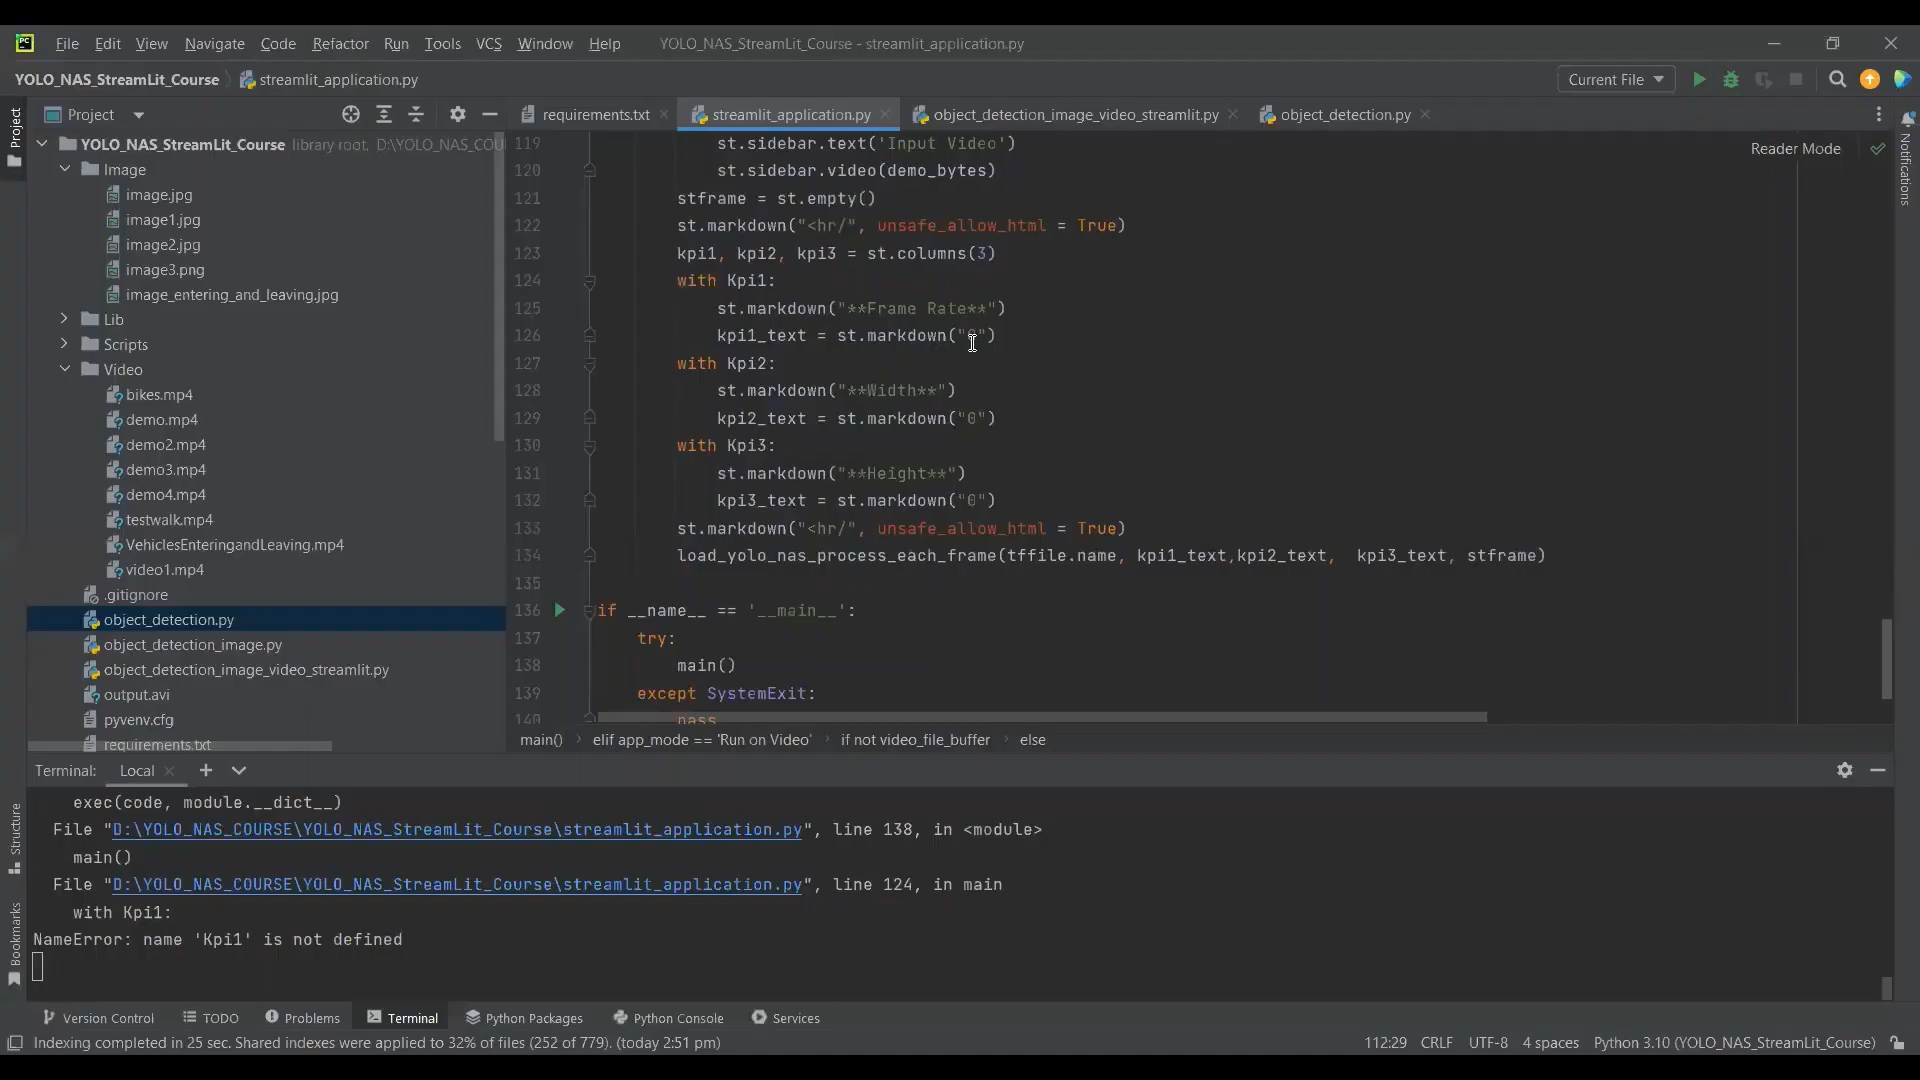 File Edit View Navigate Code Refactor Run Tools VCS Window Help YOLO_NAS_StreamLit_Course - streamlit_application.py
YOLO_NAS_StreamLit_Course streamlit_application.py Current File
Project requirements.txt streamlit_application.py object_detection_image_video_streamlit.py object_detection.py
Project
Notifications
Structure
Bookmarks
Reader Mode
YOLO_NAS_StreamLit_Course library root, D:\YOLO_NAS_COU
Image
image.jpg
image1.jpg
image2.jpg
image3.png
image_entering_and_leaving.jpg
Lib
Scripts
Video
bikes.mp4
demo.mp4
demo2.mp4
demo3.mp4
demo4.mp4
testwalk.mp4
VehiclesEnteringandLeaving.mp4
video1.mp4
.gitignore
object_detection.py
object_detection_image.py
object_detection_image_video_streamlit.py
output.avi
pyvenv.cfg
requirements.txt
119 st.sidebar.text('Input Video')
120 st.sidebar.video(demo_bytes)
121 stframe = st.empty()
122 st.markdown("<hr/", unsafe_allow_html = True)
123 kpi1, kpi2, kpi3 = st.columns(3)
124 with Kpi1:
125 st.markdown("**Frame Rate**")
126 kpi1_text = st.markdown("0")
127 with Kpi2:
128 st.markdown("**Width**")
129 kpi2_text = st.markdown("0")
130 with Kpi3:
131 st.markdown("**Height**")
132 kpi3_text = st.markdown("0")
133 st.markdown("<hr/", unsafe_allow_html = True)
134 load_yolo_nas_process_each_frame(tffile.name, kpi1_text,kpi2_text, kpi3_text, stframe)
135
136 if __name__ == '__main__':
137 try:
138 main()
139 except SystemExit:
140 pass
main() elif app_mode == 'Run on Video' if not video_file_buffer else
Terminal: Local
exec(code, module.__dict__)
File "D:\YOLO_NAS_COURSE\YOLO_NAS_StreamLit_Course\streamlit_application.py", line 138, in <module>
main()
File "D:\YOLO_NAS_COURSE\YOLO_NAS_StreamLit_Course\streamlit_application.py", line 124, in main
with Kpi1:
NameError: name 'Kpi1' is not defined
Version Control TODO Problems Terminal Python Packages Python Console Services
Indexing completed in 25 sec. Shared indexes were applied to 32% of files (252 of 779). (today 2:51 pm) 112:29 CRLF UTF-8 4 spaces Python 3.10 (YOLO_NAS_StreamLit_Course)